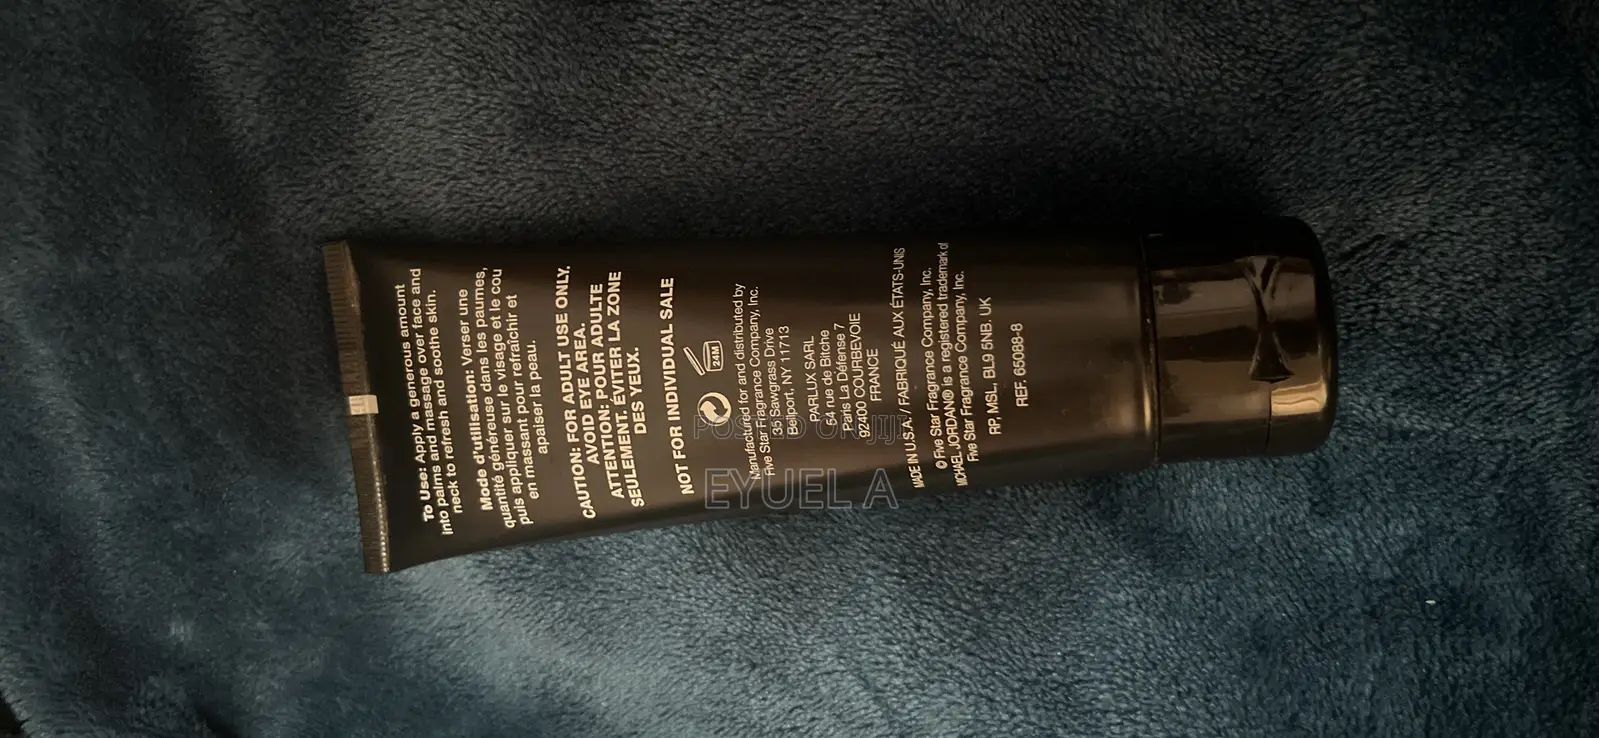 To Use: Apply a generous amount
into palms and massage over face and
neck to refresh and soothe skin.
Mode d'utilisation: Verser une
quantité généreuse dans les paumes,
puis appliquer sur le visage et le cou
en massant pour refraîchir et
apaiser la peau.
CAUTION: FOR ADULT USE ONLY.
AVOID EYE AREA.
ATTENTION: POUR ADULTE
SEULEMENT. ÉVITER LA ZONE
DES YEUX.
NOT FOR INDIVIDUAL SALE
24M
Manufactured for and distributed by
Five Star Fragrance Company, Inc.
35 Sawgrass Drive
Bellport, NY 11713
PARLUX SARL
54 rue de Bitche
Paris La Défense 7
92400 COURBEVOIE
FRANCE
MADE IN U.S.A. / FABRIQUÉ AUX ÉTATS-UNIS
© Five Star Fragrance Company, Inc.
MICHAEL JORDAN® is a registered trademark of
Five Star Fragrance Company, Inc.
RP, MSL, BL9 5NB. UK
REF. 65088-8
POSTED ON JIJI
EYUEL A